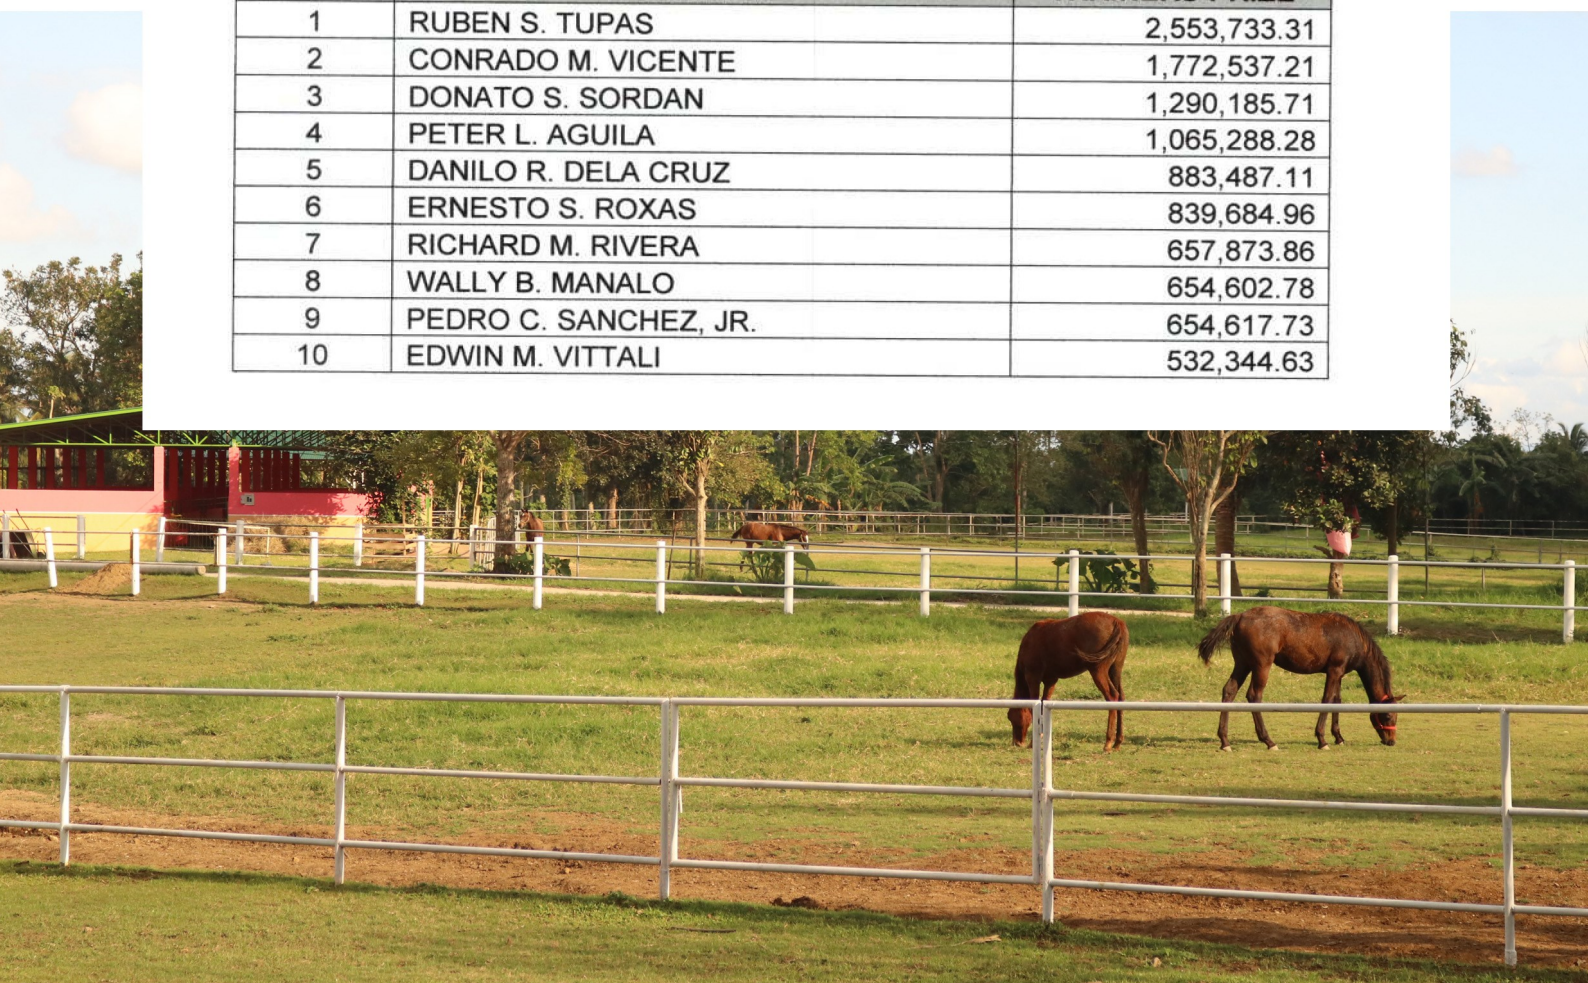 1 RUBEN S. TUPAS 2,553,733.31
2 CONRADO M. VICENTE 1,772,537.21
3 DONATO S. SORDAN 1,290,185.71
4 PETER L. AGUILA 1,065,288.28
5 DANILO R. DELA CRUZ 883,487.11
6 ERNESTO S. ROXAS 839,684.96
7 RICHARD M. RIVERA 657,873.86
8 WALLY B. MANALO 654,602.78
9 PEDRO C. SANCHEZ, JR. 654,617.73
10 EDWIN M. VITTALI 532,344.63